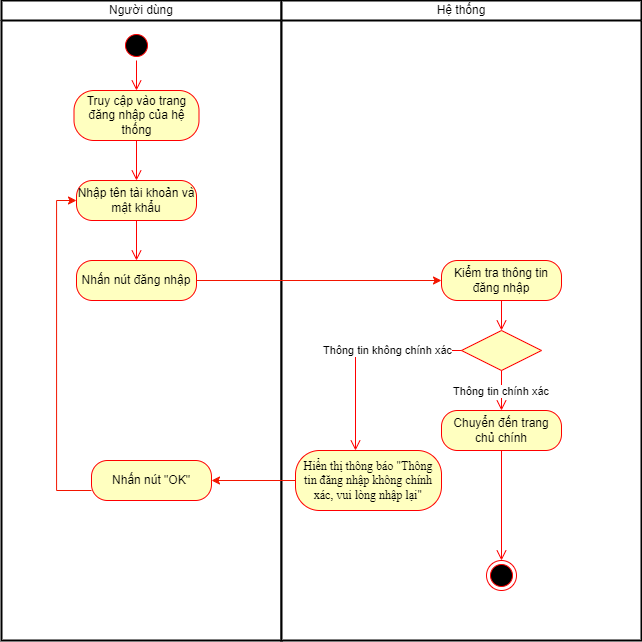 Người dùng
Hệ thống
Truy cập vào trang
đăng nhập của hệ
thống
Nhập tên tài khoản và
mật khẩu
Nhấn nút đăng nhập
Kiểm tra thông tin
đăng nhập
Thông tin không chính xác
Thông tin chính xác
Chuyển đến trang
chủ chính
Hiển thị thông báo "Thông
tin đăng nhập không chính
xác, vui lòng nhập lại"
Nhấn nút "OK"